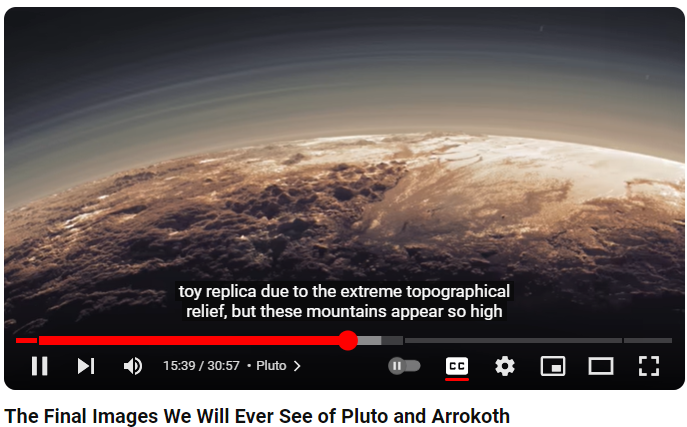 toy replica due to the extreme topographical
relief, but these mountains appear so high
15:39 / 30:57 • Pluto
CC
The Final Images We Will Ever See of Pluto and Arrokoth